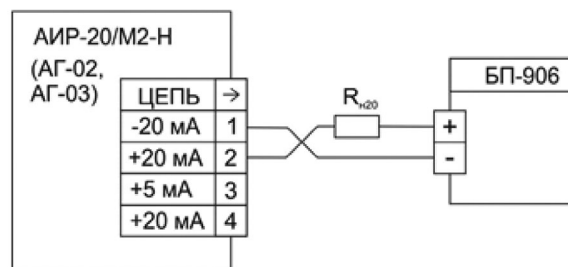 АИР-20/М2-Н
(АГ-02,
АГ-03)
ЦЕПЬ →
-20 мА 1
+20 мА 2
+5 мА 3
+20 мА 4
Rн20
БП-906
+
-